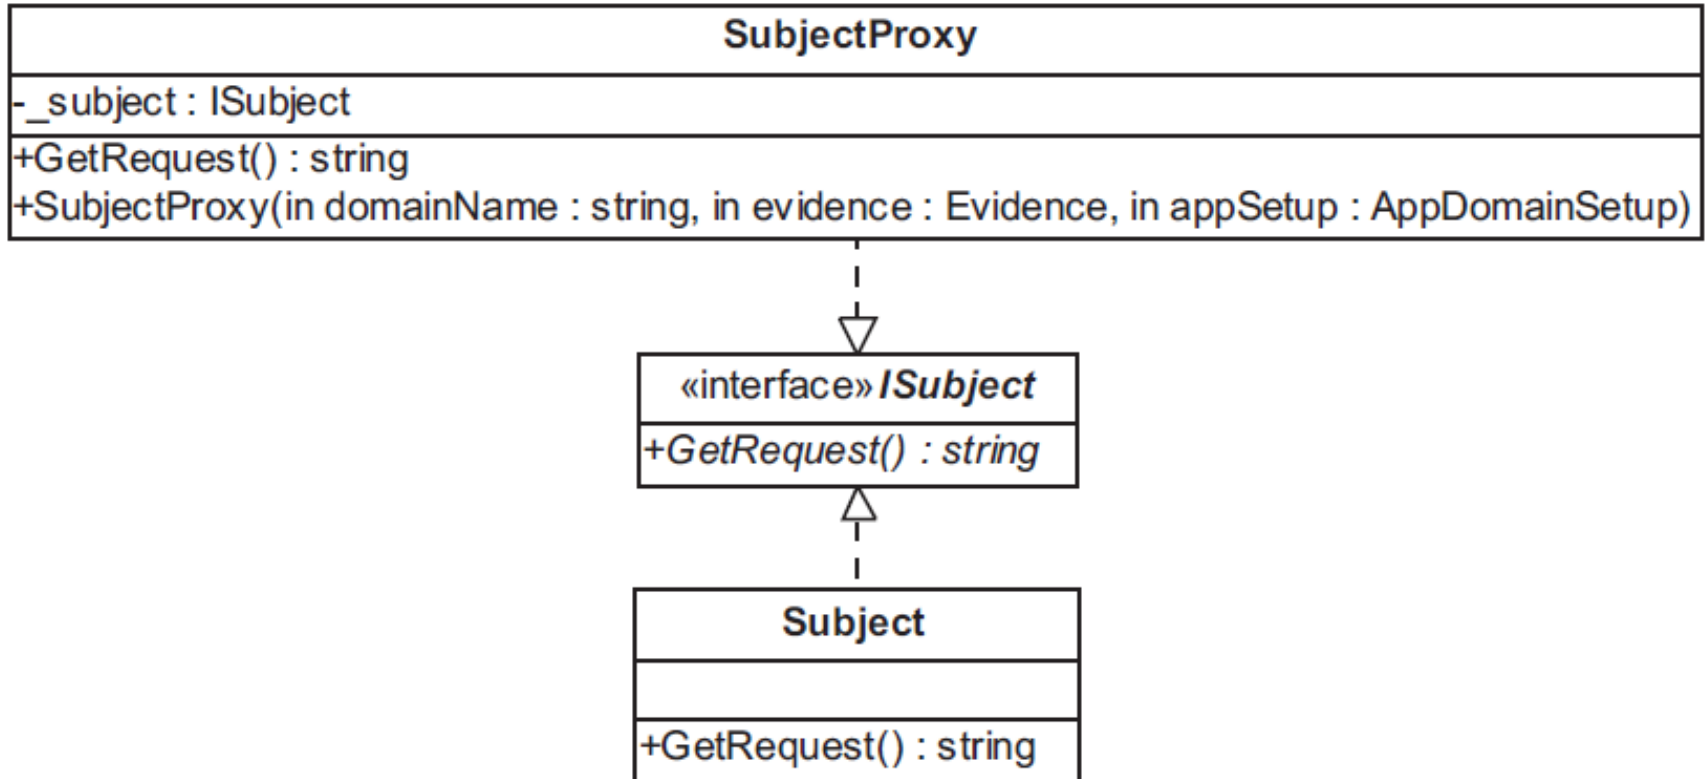 SubjectProxy
-_subject : ISubject
+GetRequest() : string
+SubjectProxy(in domainName : string, in evidence : Evidence, in appSetup : AppDomainSetup)
«interface» ISubject
+GetRequest() : string
Subject
+GetRequest() : string